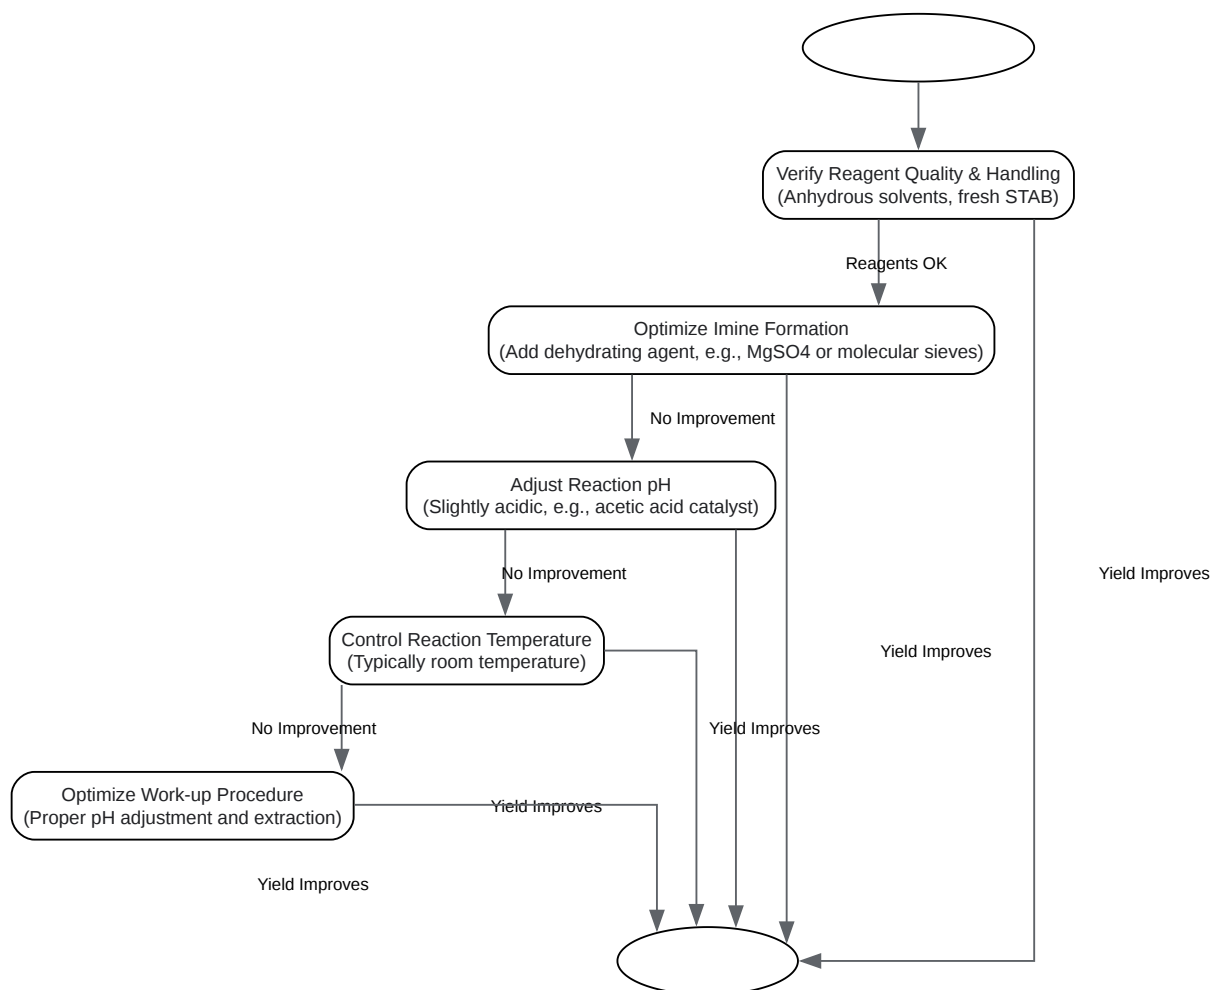 Verify Reagent Quality & Handling
(Anhydrous solvents, fresh STAB)
Reagents OK
Optimize Imine Formation
(Add dehydrating agent, e.g., MgSO4 or molecular sieves)
No Improvement
Adjust Reaction pH
(Slightly acidic, e.g., acetic acid catalyst)
No Improvement
Yield Improves
Control Reaction Temperature
(Typically room temperature)
Yield Improves
No Improvement
Yield Improves
Optimize Work-up Procedure
(Proper pH adjustment and extraction)
Yield Improves
Yield Improves